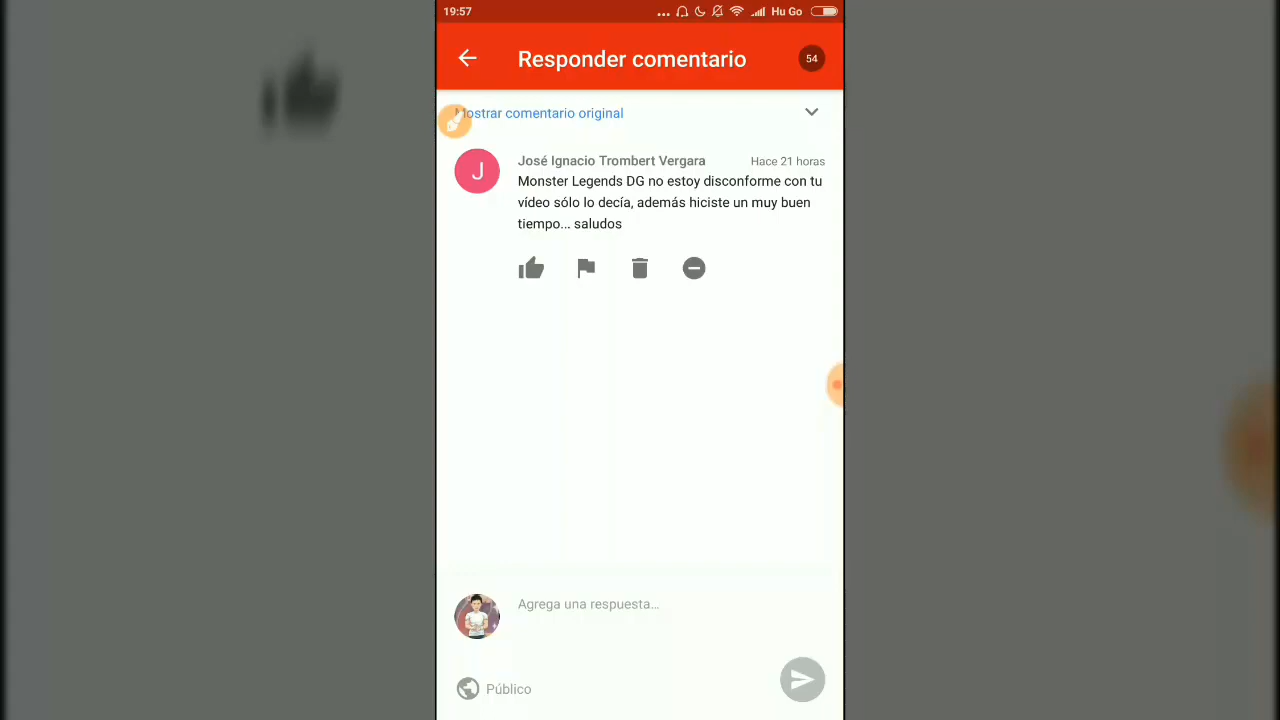 19:57
Hu Go
Responder comentario
54
Mostrar comentario original
J
José Ignacio Trombert Vergara
Hace 21 horas
Monster Legends DG no estoy disconforme con tu
vídeo sólo lo decía, además hiciste un muy buen
tiempo... saludos
Agrega una respuesta...
Público